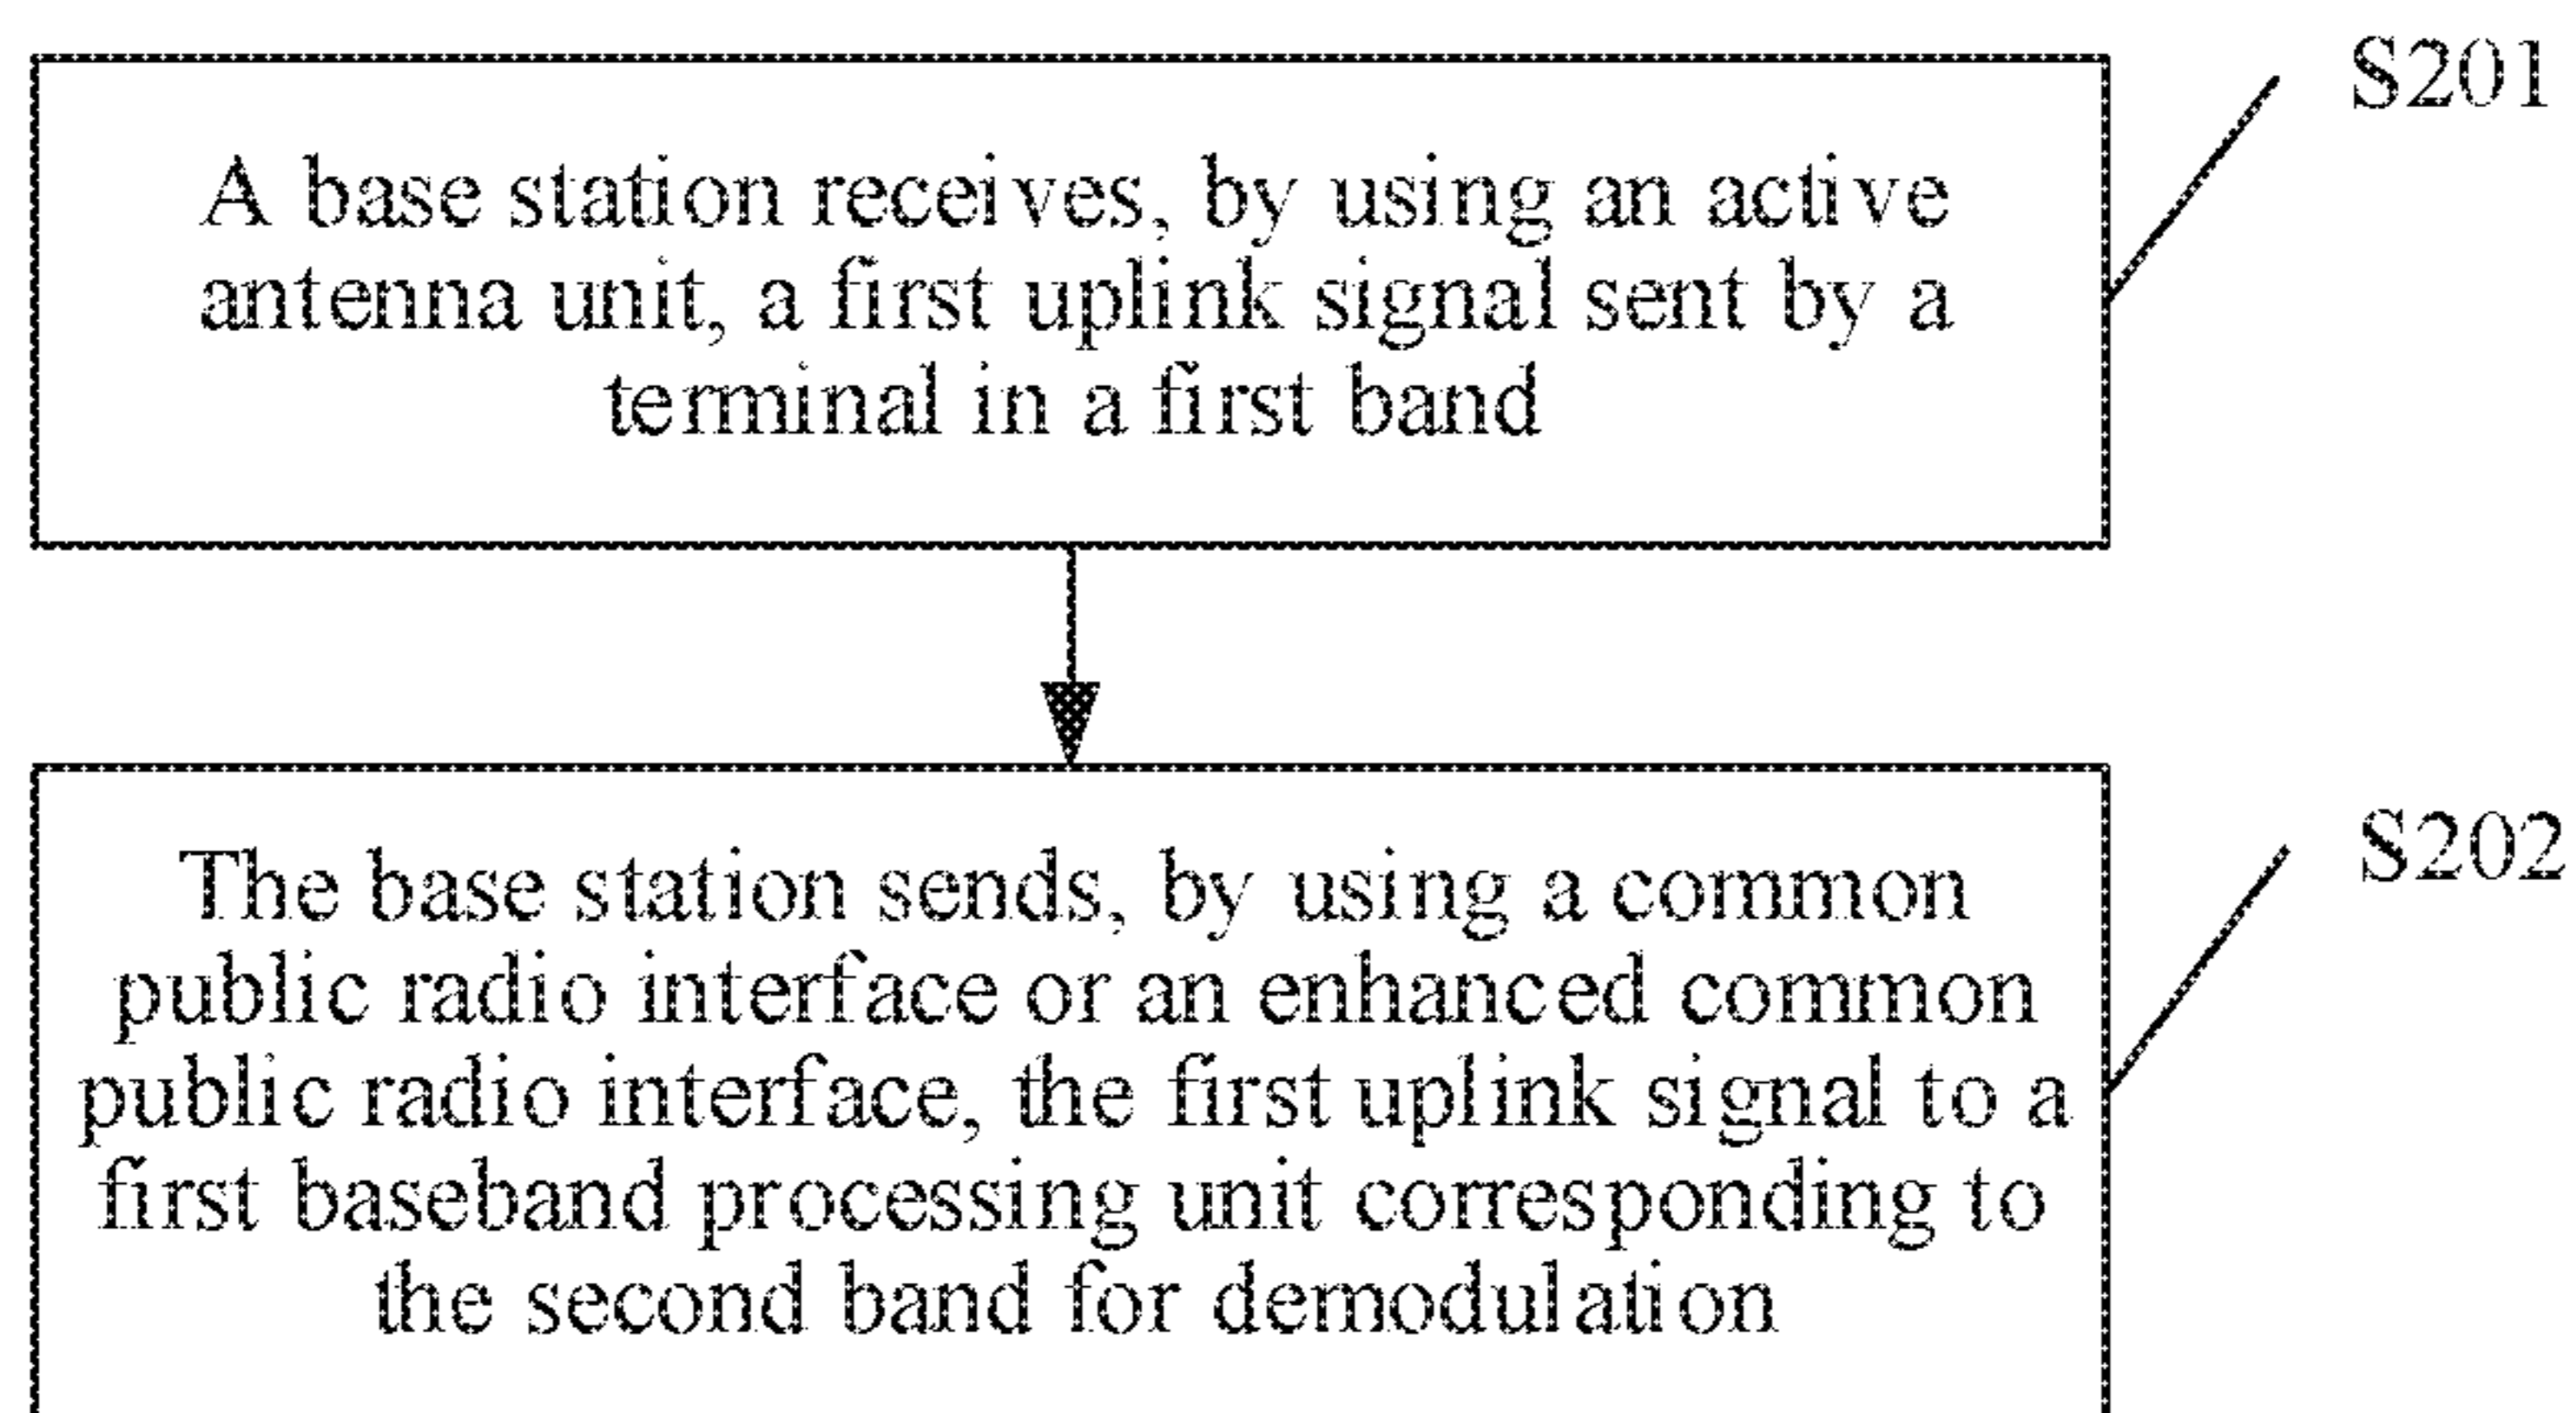 S201
A base station receives, by using an active
antenna unit, a first uplink signal sent by a
terminal in a first band
S202
The base station sends, by using a common
public radio interface or an enhanced common
public radio interface, the first uplink signal to a
first baseband processing unit corresponding to
the second band for demodulation